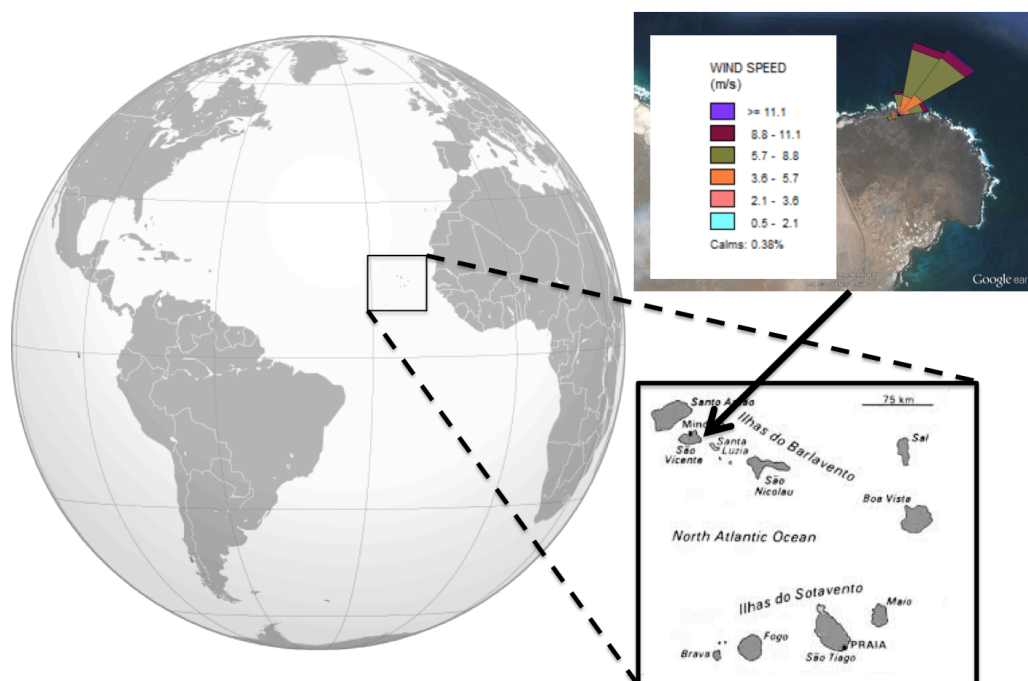 WIND SPEED
(m/s)
>= 11.1
8.8 - 11.1
5.7 - 8.8
3.6 - 5.7
2.1 - 3.6
0.5 - 2.1
Calms: 0.38%
Google ear
75 km
Santo
Ilhas do Barlavento
São
Vicente
Santa
Luzia
São
Nicolau
Sal
Boa Vista
North Atlantic Ocean
Ilhas do Sotavento
Maio
Fogo
Brava
PRAIA
São Tiago